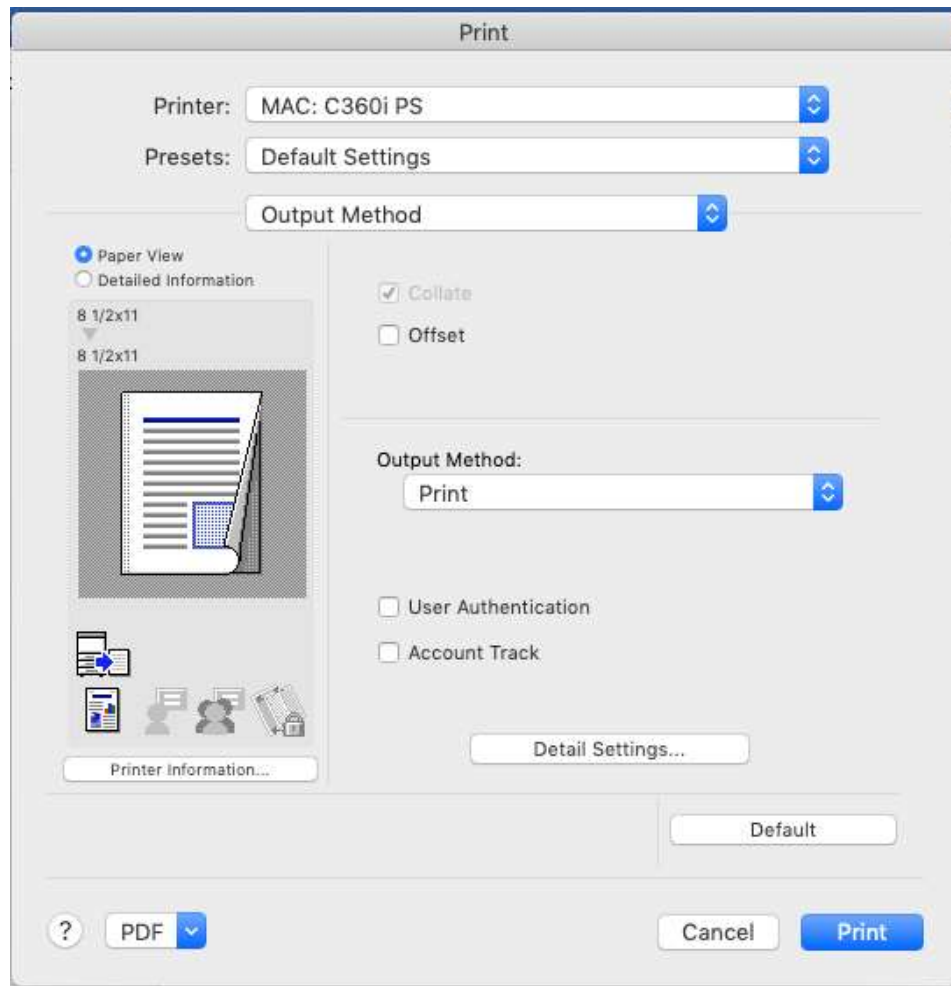 Print
Printer: MAC: C360i PS
Presets: Default Settings
Output Method
Paper View
Detailed Information
8 1/2x11
8 1/2x11
Printer Information...
Collate
Offset
Output Method:
Print
User Authentication
Account Track
Detail Settings...
Default
? PDF Cancel Print